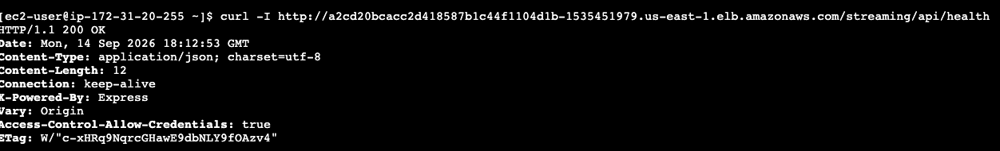 [ec2-user@ip-172-31-20-255 ~]$ curl -I http://a2cd20bcacc2d418587b1c44f1104d1b-1535451979.us-east-1.elb.amazonaws.com/streaming/api/health
HTTP/1.1 200 OK
Date: Mon, 14 Sep 2026 18:12:53 GMT
Content-Type: application/json; charset=utf-8
Content-Length: 12
Connection: keep-alive
X-Powered-By: Express
Vary: Origin
Access-Control-Allow-Credentials: true
ETag: W/"c-xHRq9NqrcGHawE9dbNLY9fOAzv4"